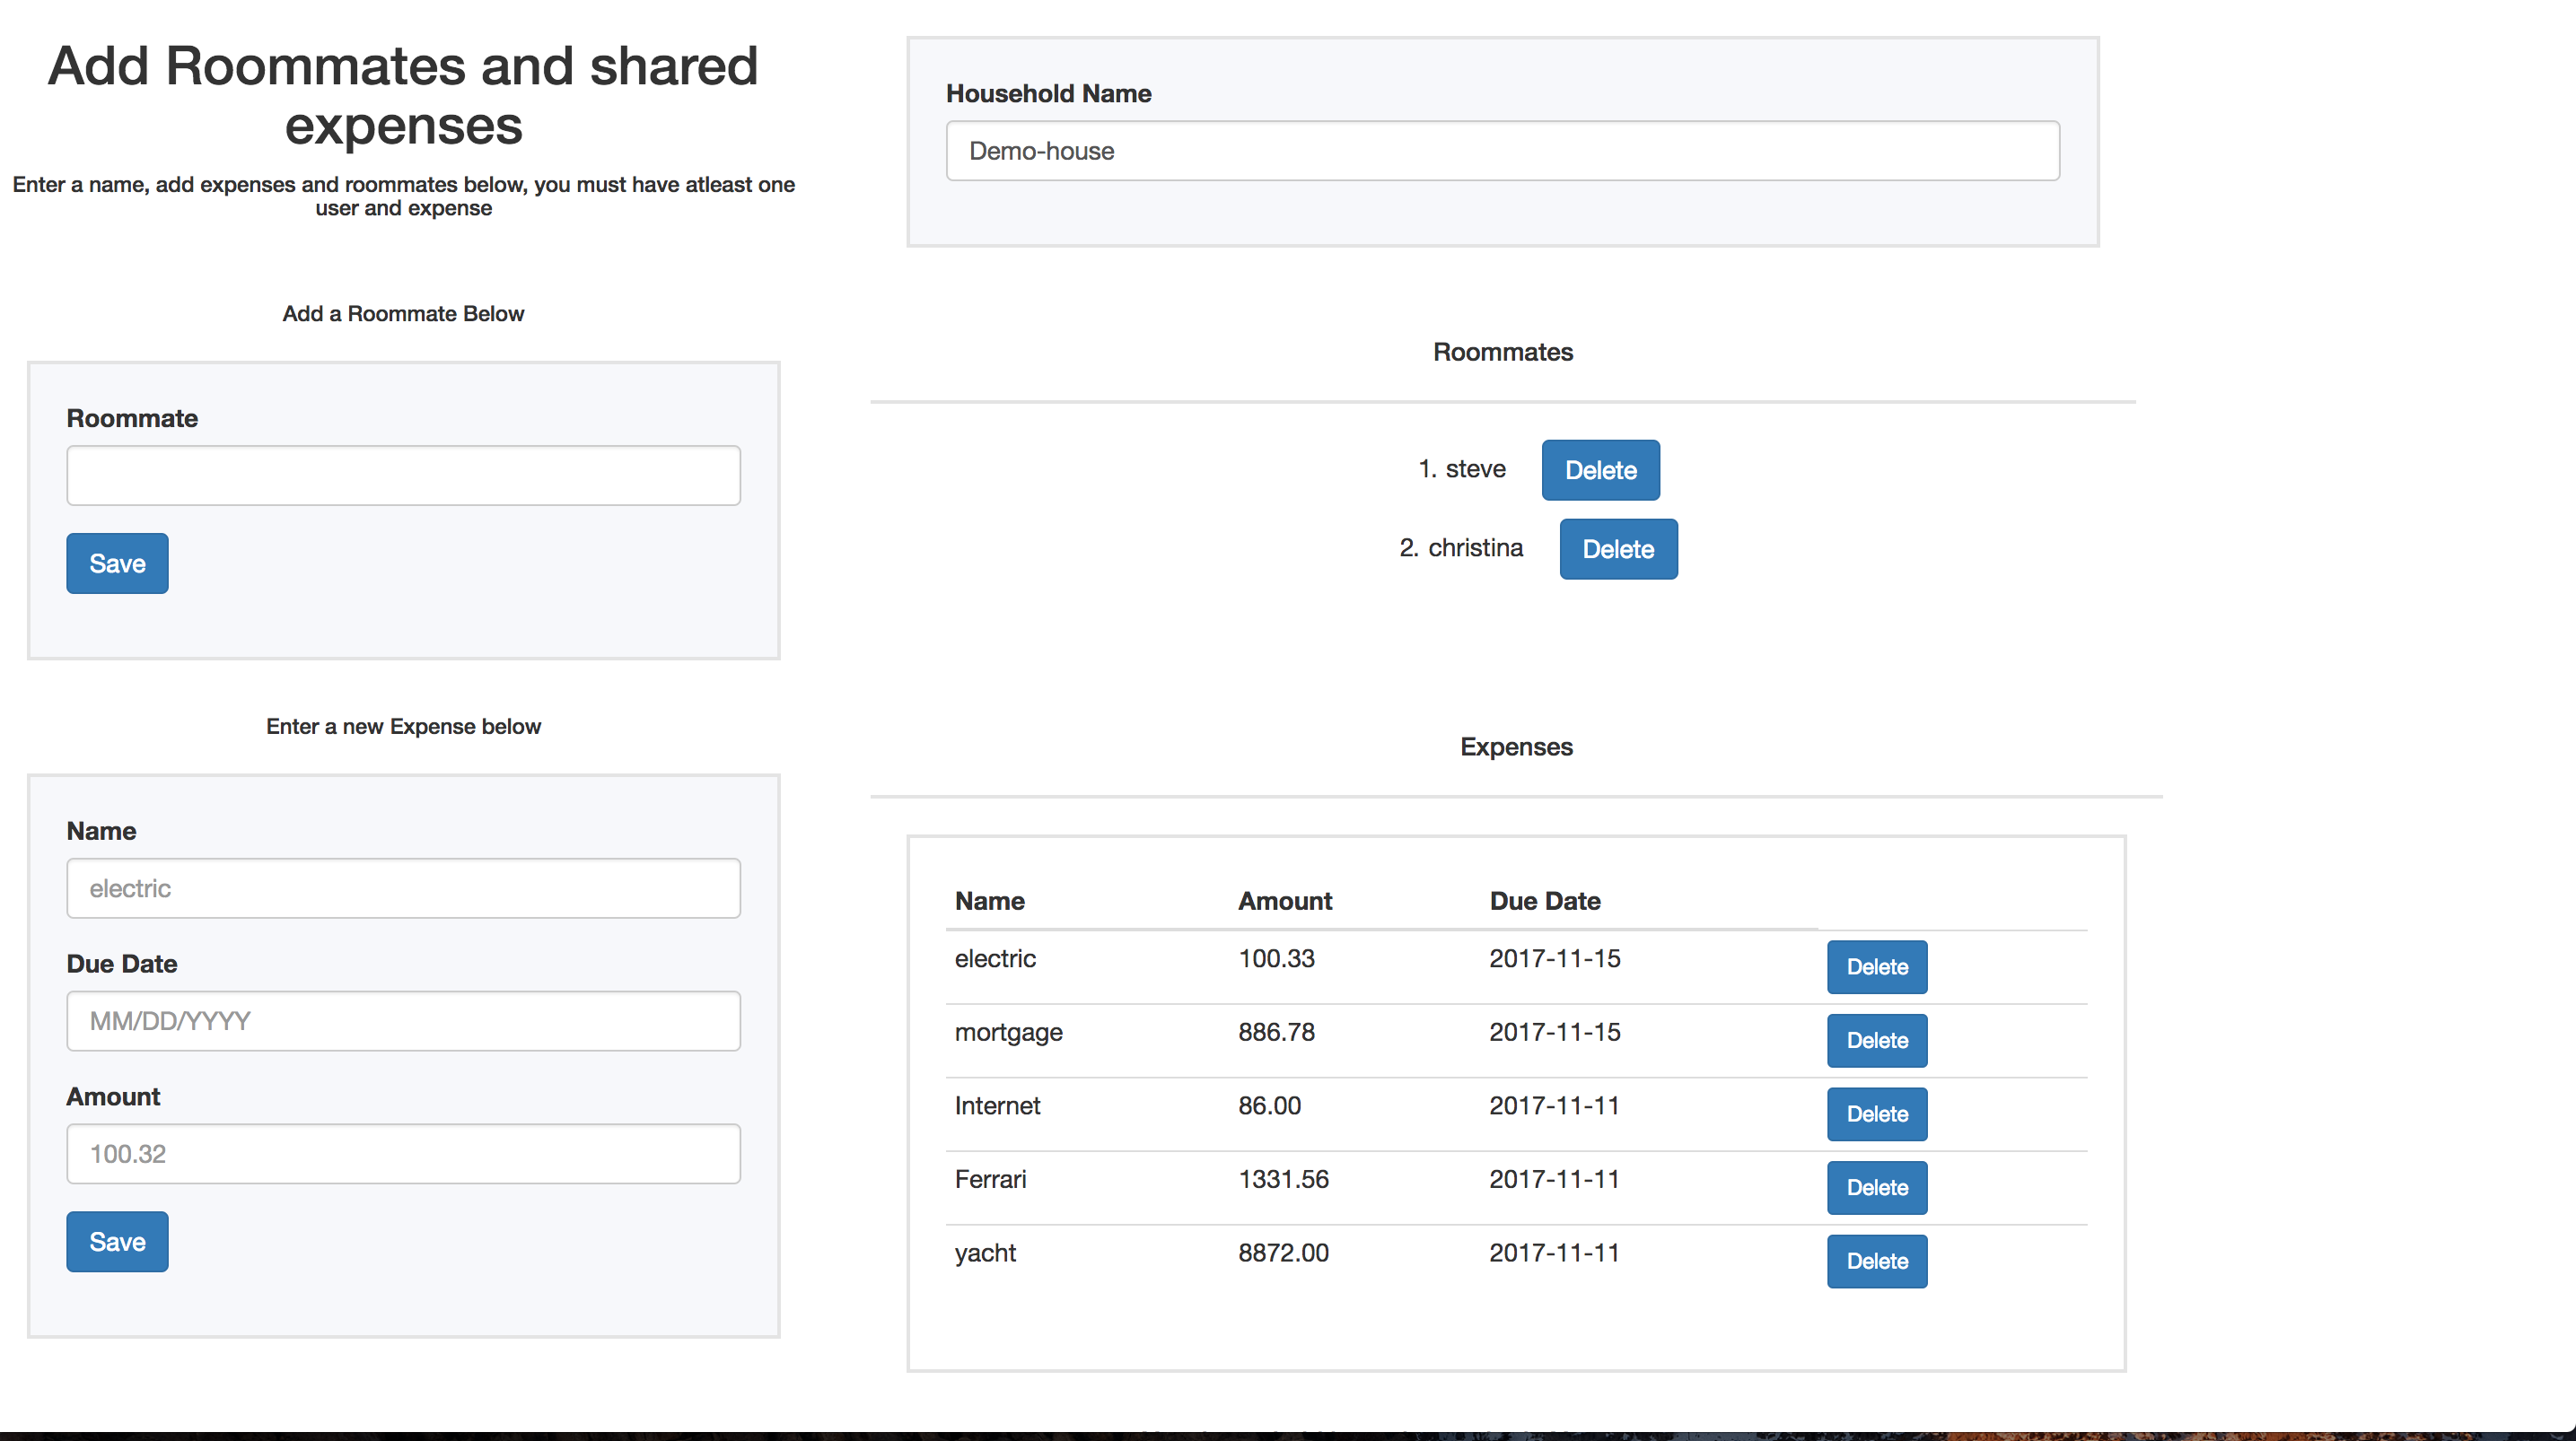 Add Roommates and shared
expenses
Enter a name, add expenses and roommates below, you must have atleast one
user and expense
Add a Roommate Below
Roommate
Save
Enter a new Expense below
Name
electric
Due Date
MM/DD/YYYY
Amount
100.32
Save
Household Name
Demo-house
Roommates
1. steve Delete
2. christina Delete
Expenses
Name Amount Due Date
electric 100.33 2017-11-15 Delete
mortgage 886.78 2017-11-15 Delete
Internet 86.00 2017-11-11 Delete
Ferrari 1331.56 2017-11-11 Delete
yacht 8872.00 2017-11-11 Delete